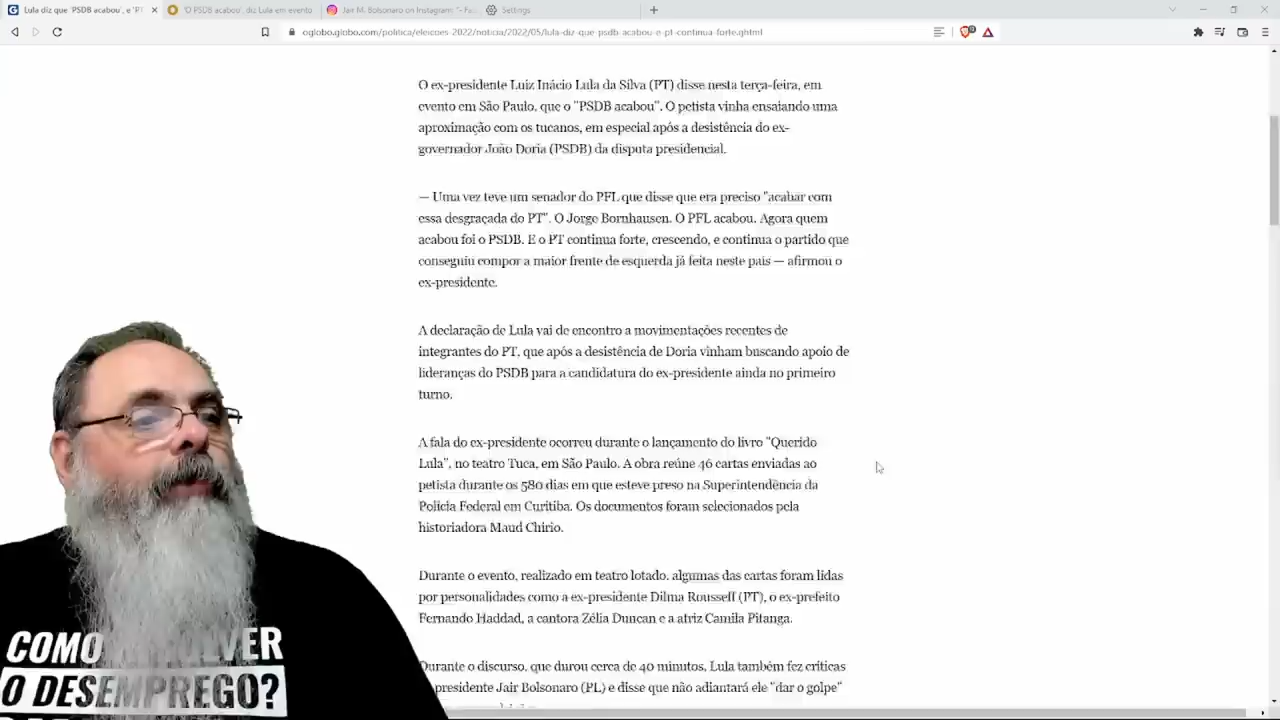 Lula diz que 'PSDB acabou', e 'PT
'O PSDB acabou', diz Lula em evento
Jair M. Bolsonaro on Instagram: "- Pau
Settings
oglobo.globo.com/politica/eleicoes-2022/noticia/2022/05/lula-diz-que-psdb-acabou-e-pt-continua-forte.ghtml
O ex-presidente Luiz Inácio Lula da Silva (PT) disse nesta terça-feira, em
evento em São Paulo, que o "PSDB acabou". O petista vinha ensaiando uma
aproximação com os tucanos, em especial após a desistência do ex-
governador João Doria (PSDB) da disputa presidencial.
— Uma vez teve um senador do PFL que disse que era preciso "acabar com
essa desgraçada do PT". O Jorge Bornhausen. O PFL acabou. Agora quem
acabou foi o PSDB. E o PT continua forte, crescendo, e continua o partido que
conseguiu compor a maior frente de esquerda já feita neste país — afirmou o
ex-presidente.
A declaração de Lula vai de encontro a movimentações recentes de
integrantes do PT, que após a desistência de Doria vinham buscando apoio de
lideranças do PSDB para a candidatura do ex-presidente ainda no primeiro
turno.
A fala do ex-presidente ocorreu durante o lançamento do livro "Querido
Lula", no teatro Tuca, em São Paulo. A obra reúne 46 cartas enviadas ao
petista durante os 580 dias em que esteve preso na Superintendência da
Polícia Federal em Curitiba. Os documentos foram selecionados pela
historiadora Maud Chirio.
Durante o evento, realizado em teatro lotado, algumas das cartas foram lidas
por personalidades como a ex-presidente Dilma Rousseff (PT), o ex-prefeito
Fernando Haddad, a cantora Zélia Duncan e a atriz Camila Pitanga.
Durante o discurso, que durou cerca de 40 minutos, Lula também fez críticas
presidente Jair Bolsonaro (PL) e disse que não adiantará ele "dar o golpe"
COMO
O DESEMPREGO?